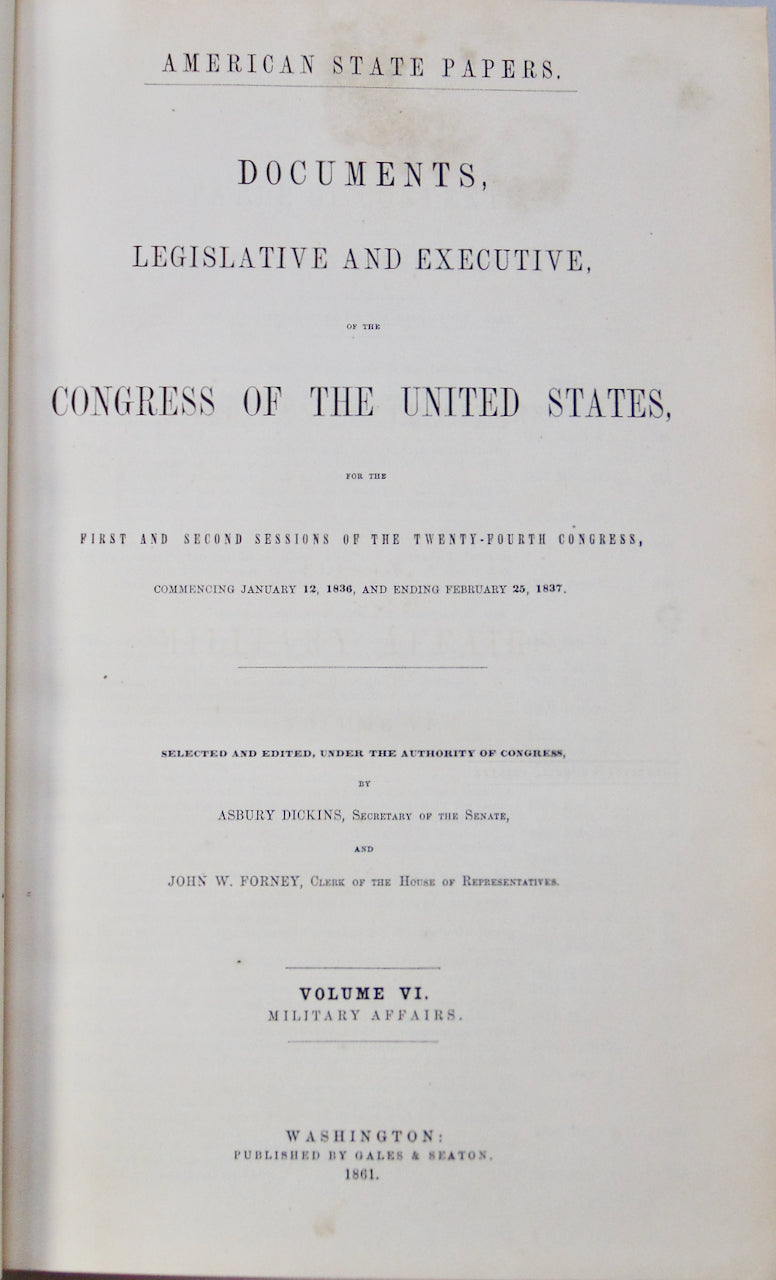 AMERICAN STATE PAPERS.
DOCUMENTS,
LEGISLATIVE AND EXECUTIVE,
OF THE
CONGRESS OF THE UNITED STATES,
FOR THE
FIRST AND SECOND SESSIONS OF THE TWENTY-FOURTH CONGRESS,
COMMENCING JANUARY 12, 1836, AND ENDING FEBRUARY 25, 1837.
SELECTED AND EDITED, UNDER THE AUTHORITY OF CONGRESS,
BY
ASBURY DICKINS, SECRETARY OF THE SENATE,
AND
JOHN W. FORNEY, CLERK OF THE HOUSE OF REPRESENTATIVES.
VOLUME VI.
MILITARY AFFAIRS.
WASHINGTON:
PUBLISHED BY GALES & SEATON.
1861.